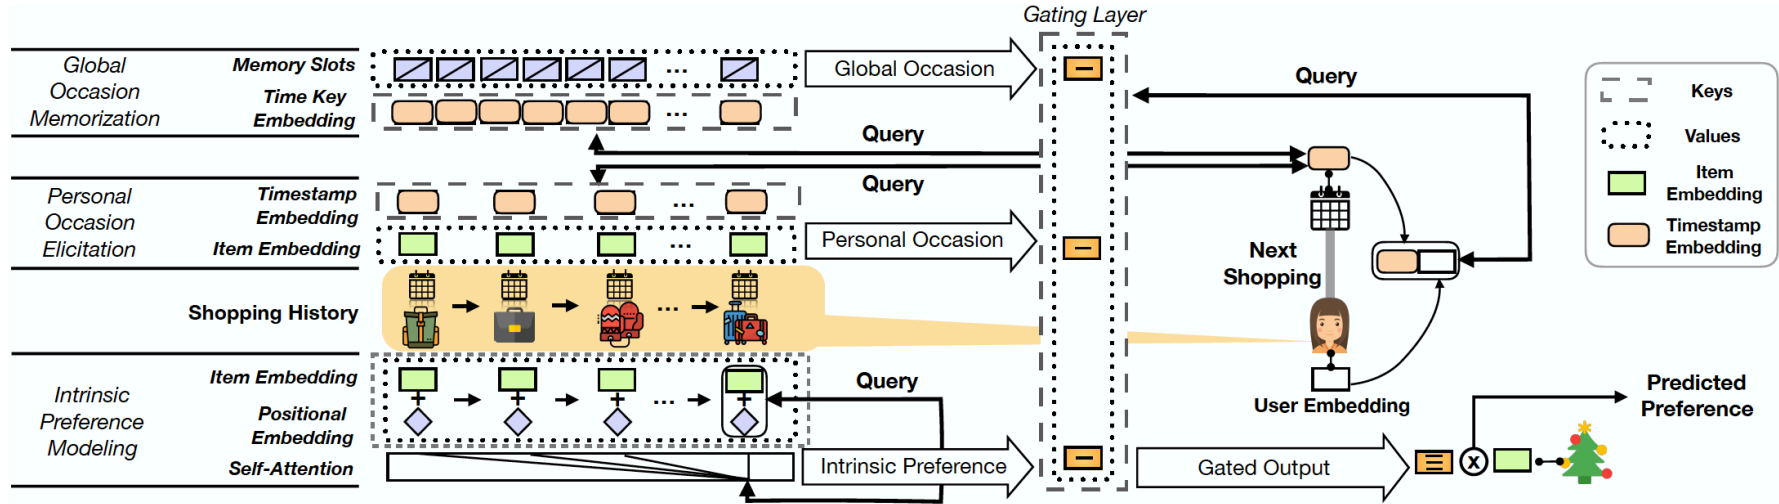 Gating Layer
Global
Occasion
Memorization
Memory Slots
Time Key
Embedding
...
...
Global Occasion
Query
Query
Query
Personal
Occasion
Elicitation
Timestamp
Embedding
Item Embedding
...
...
Personal Occasion
Next
Shopping
Shopping History
...
Intrinsic
Preference
Modeling
Item Embedding
Positional
Embedding
Self-Attention
+
+
+
...
+
Query
Intrinsic Preference
User Embedding
Gated Output
X
Predicted
Preference
Keys
Values
Item
Embedding
Timestamp
Embedding